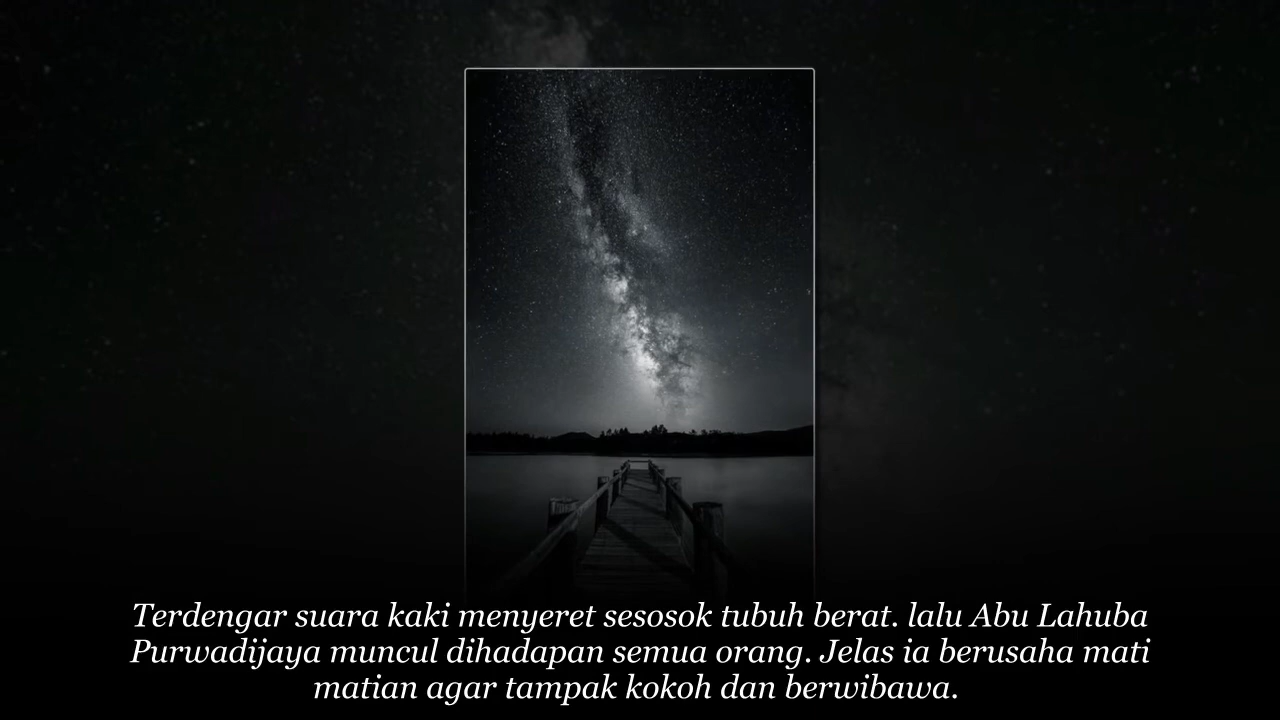 Terdengar suara kaki menyeret sesosok tubuh berat. lalu Abu Lahuba
Purwadijaya muncul dihadapan semua orang. Jelas ia berusaha mati
matian agar tampak kokoh dan berwibawa.